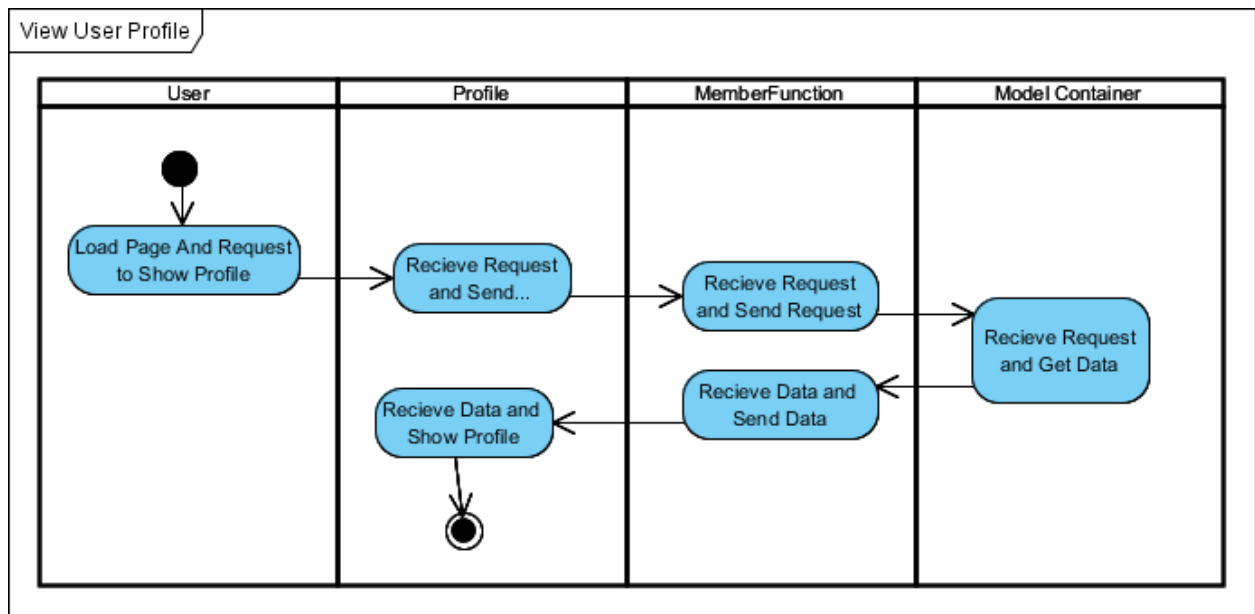 View User Profile
User
Profile
MemberFunction
Model Container
Load Page And Request
to Show Profile
Recieve Request
and Send...
Recieve Request
and Send Request
Recieve Request
and Get Data
Recieve Data and
Send Data
Recieve Data and
Show Profile